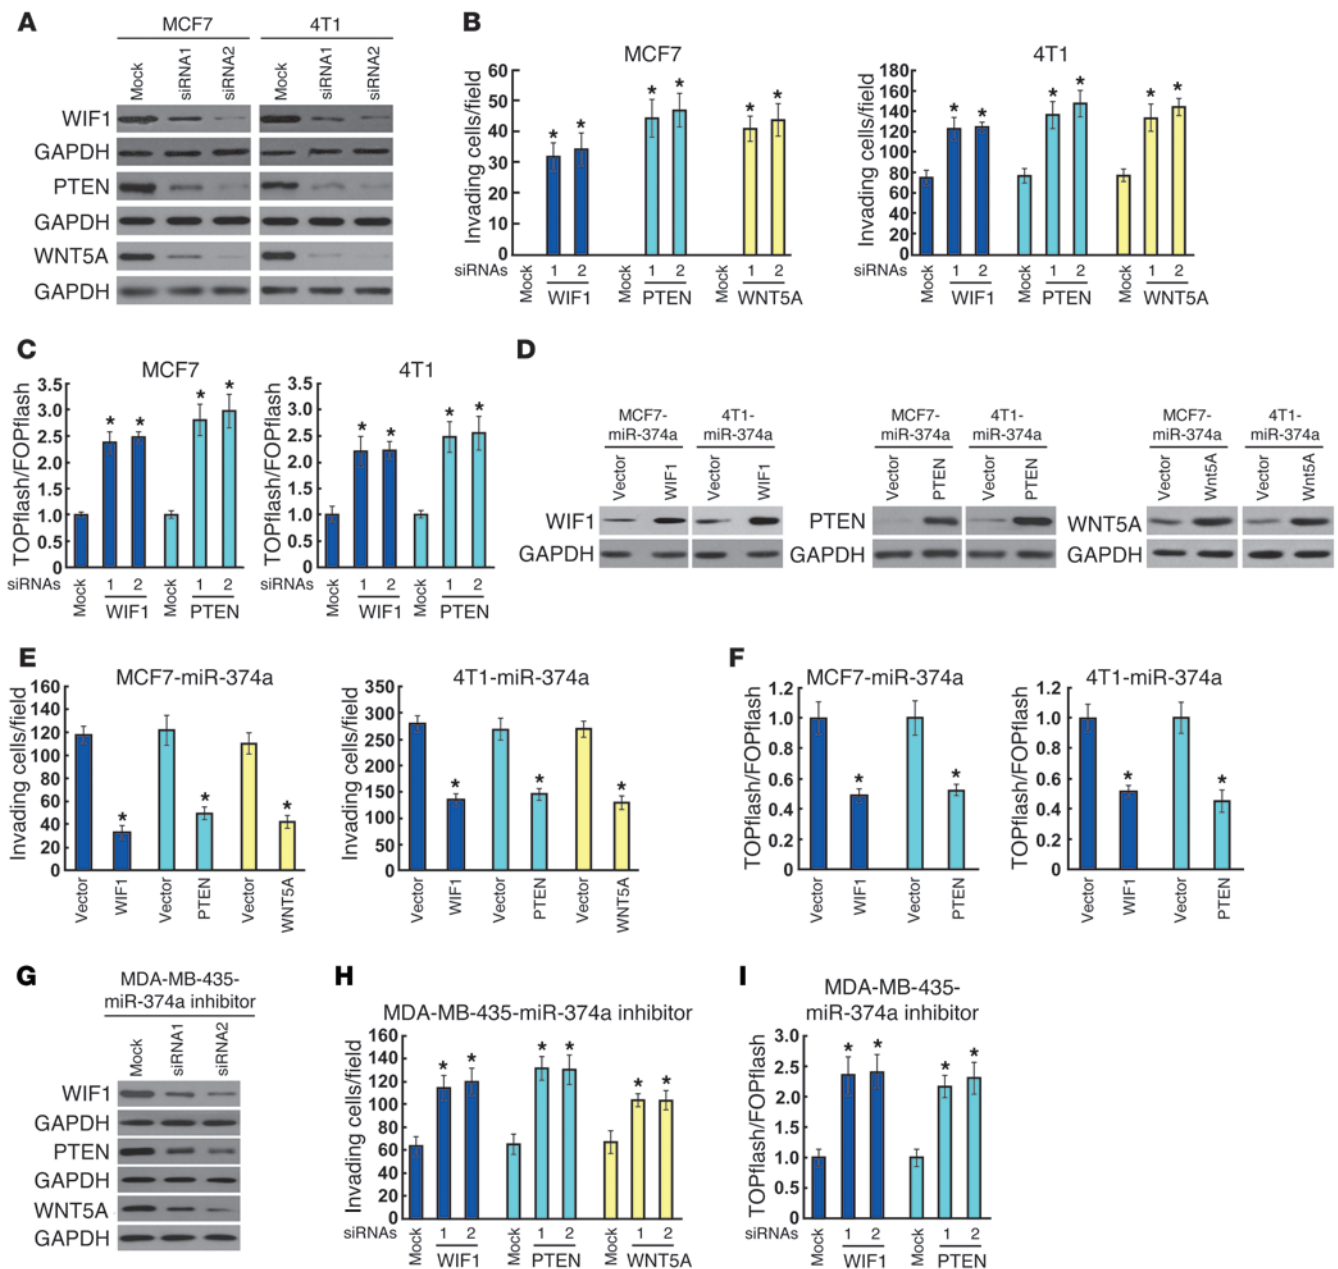 A
MCF7
4T1
Mock
siRNA1
siRNA2
Mock
siRNA1
siRNA2
WIF1
GAPDH
PTEN
GAPDH
WNT5A
GAPDH
B
MCF7
Invading cells/field
60
50
40
30
20
10
0
* * * * * *
siRNAs
Mock 1 2 Mock 1 2 Mock 1 2
WIF1 PTEN WNT5A
4T1
Invading cells/field
180
160
140
120
100
80
60
40
20
0
* * * * * *
siRNAs
Mock 1 2 Mock 1 2 Mock 1 2
WIF1 PTEN WNT5A
C
MCF7
TOPflash/FOPflash
3.5
3.0
2.5
2.0
1.5
1.0
0.5
0
* * * *
siRNAs
Mock 1 2 Mock 1 2
WIF1 PTEN
4T1
TOPflash/FOPflash
3.5
3.0
2.5
2.0
1.5
1.0
0.5
0
* * * *
siRNAs
Mock 1 2 Mock 1 2
WIF1 PTEN
D
MCF7-
miR-374a
4T1-
miR-374a
Vector
WIF1
Vector
WIF1
WIF1
GAPDH
MCF7-
miR-374a
4T1-
miR-374a
Vector
PTEN
Vector
PTEN
PTEN
GAPDH
MCF7-
miR-374a
4T1-
miR-374a
Vector
Wnt5A
Vector
Wnt5A
WNT5A
GAPDH
E
MCF7-miR-374a
Invading cells/field
160
140
120
100
80
60
40
20
0
* * *
Vector WIF1 Vector PTEN Vector WNT5A
4T1-miR-374a
Invading cells/field
350
300
250
200
150
100
50
0
* * *
Vector WIF1 Vector PTEN Vector WNT5A
F
MCF7-miR-374a
TOPflash/FOPflash
1.2
1.0
0.8
0.6
0.4
0.2
0
* *
Vector WIF1 Vector PTEN
4T1-miR-374a
TOPflash/FOPflash
1.2
1.0
0.8
0.6
0.4
0.2
0
* *
Vector WIF1 Vector PTEN
G
MDA-MB-435-
miR-374a inhibitor
Mock
siRNA1
siRNA2
WIF1
GAPDH
PTEN
GAPDH
WNT5A
GAPDH
H
MDA-MB-435-miR-374a inhibitor
Invading cells/field
160
140
120
100
80
60
40
20
0
* * * * * *
siRNAs
Mock 1 2 Mock 1 2 Mock 1 2
WIF1 PTEN WNT5A
I
MDA-MB-435-
miR-374a inhibitor
TOPflash/FOPflash
3.0
2.5
2.0
1.5
1.0
0.5
0
* * * *
siRNAs
Mock 1 2 Mock 1 2
WIF1 PTEN